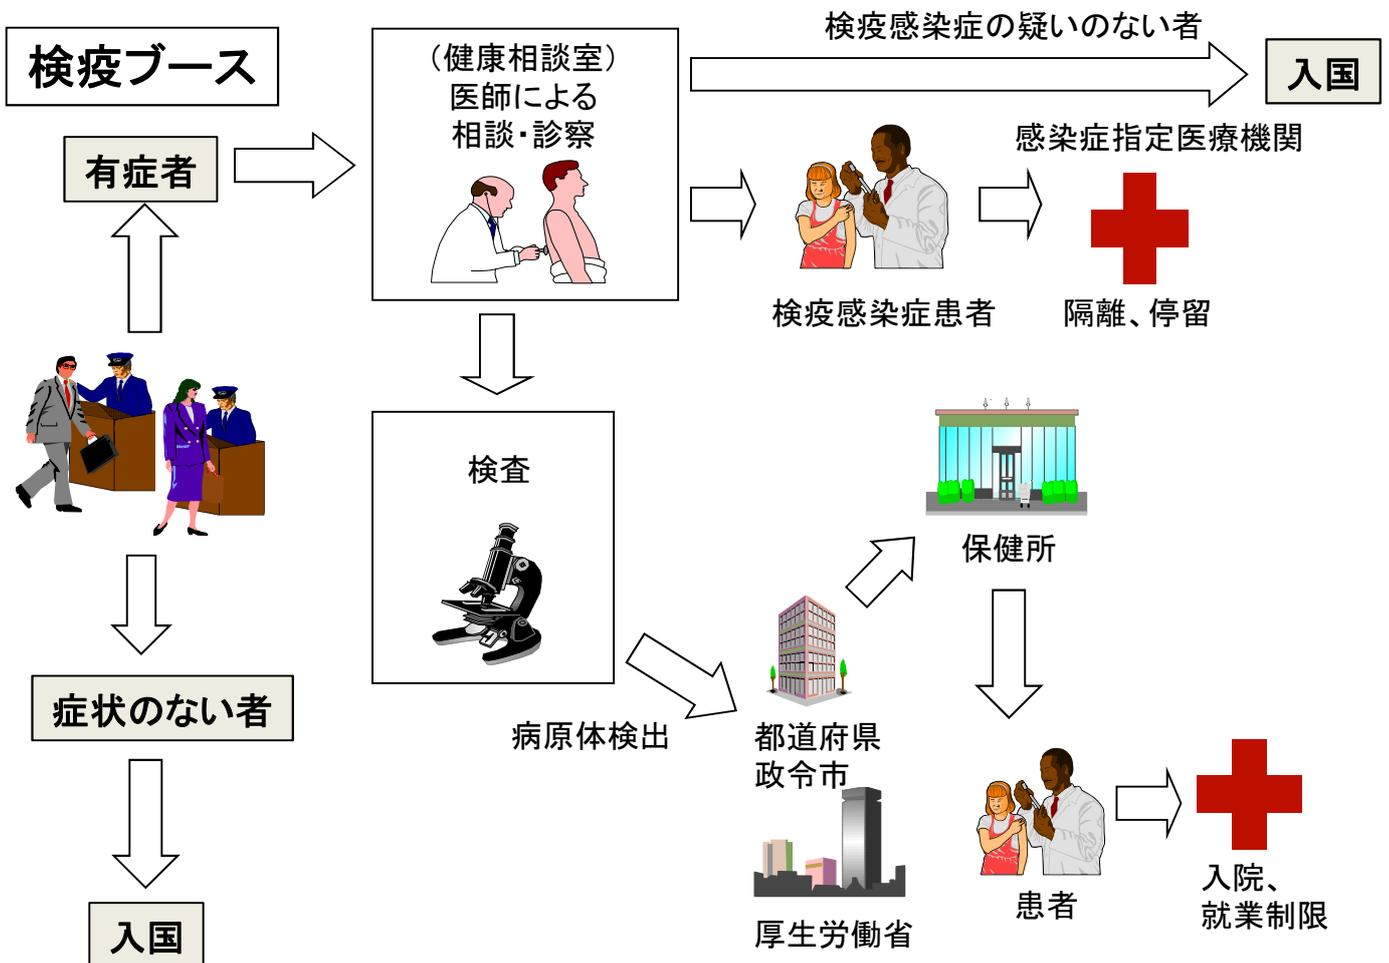 検疫ブース
有症者
(健康相談室)
医師による
相談・診察
検疫感染症の疑いのない者
入国
感染症指定医療機関
検疫感染症患者
隔離、停留
検査
保健所
症状のない者
病原体検出
都道府県
政令市
厚生労働省
患者
入院、
就業制限
入国